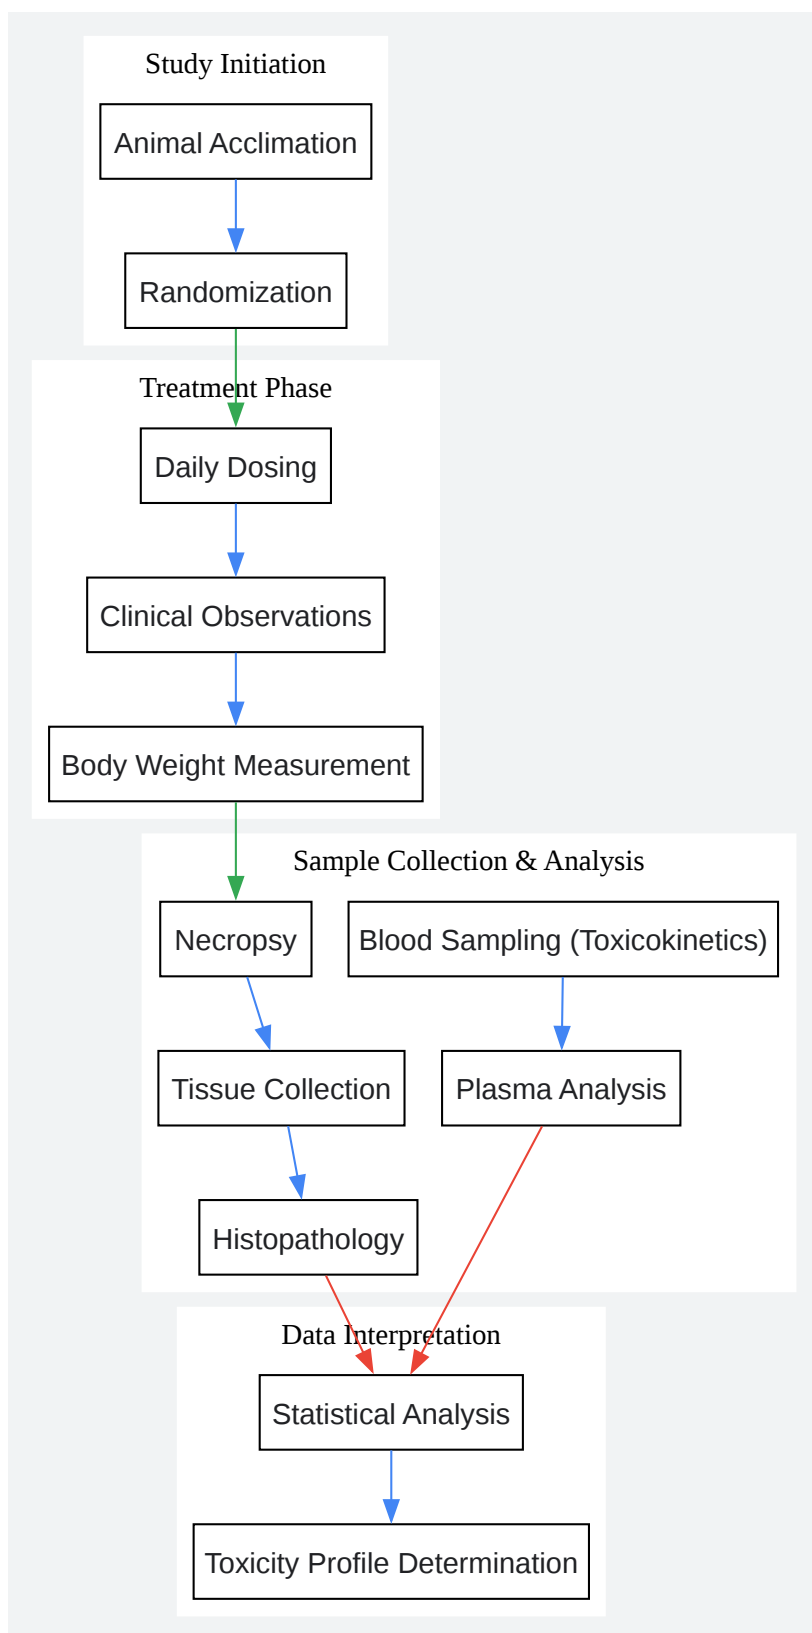 Study Initiation
Animal Acclimation
Randomization
Treatment Phase
Daily Dosing
Clinical Observations
Body Weight Measurement
Sample Collection & Analysis
Necropsy
Blood Sampling (Toxicokinetics)
Tissue Collection
Plasma Analysis
Histopathology
Data Interpretation
Statistical Analysis
Toxicity Profile Determination